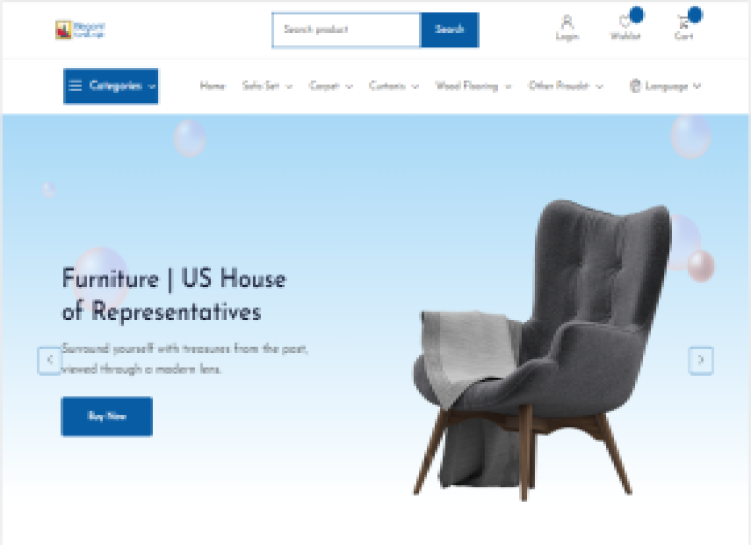 Elegant
Search product
Search
Login
Wishlist
Cart
Categories
Home
Sofa Set
Carpet
Curtains
Wood Flooring
Other Proudct
Language
Furniture | US House
of Representatives
Surround yourself with treasures from the past,
viewed through a modern lens.
Buy Now